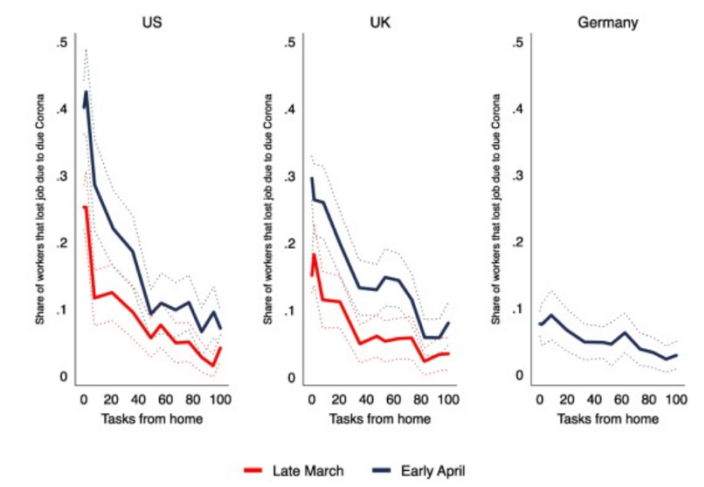 US
UK
Germany
Share of workers that lost job due to due Corona
.5
.4
.3
.2
.1
0
0 20 40 60 80 100
Tasks from home
Share of workers that lost job due to due Corona
.5
.4
.3
.2
.1
0
0 20 40 60 80 100
Tasks from home
Share of workers that lost job due to due Corona
.5
.4
.3
.2
.1
0
0 20 40 60 80 100
Tasks from home
Late March
Early April